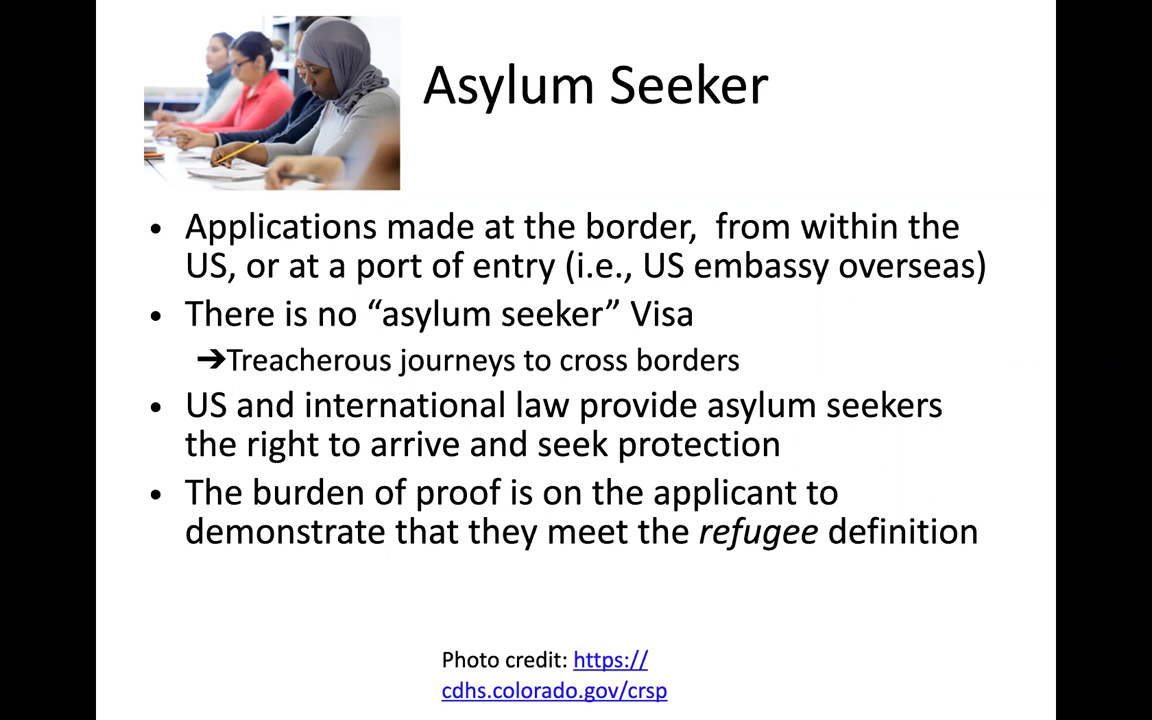 Asylum Seeker
• Applications made at the border,  from within the
US, or at a port of entry (i.e., US embassy overseas)
• There is no “asylum seeker” Visa
➔Treacherous journeys to cross borders
• US and international law provide asylum seekers
the right to arrive and seek protection
• The burden of proof is on the applicant to
demonstrate that they meet the refugee definition
Photo credit: https://
cdhs.colorado.gov/crsp